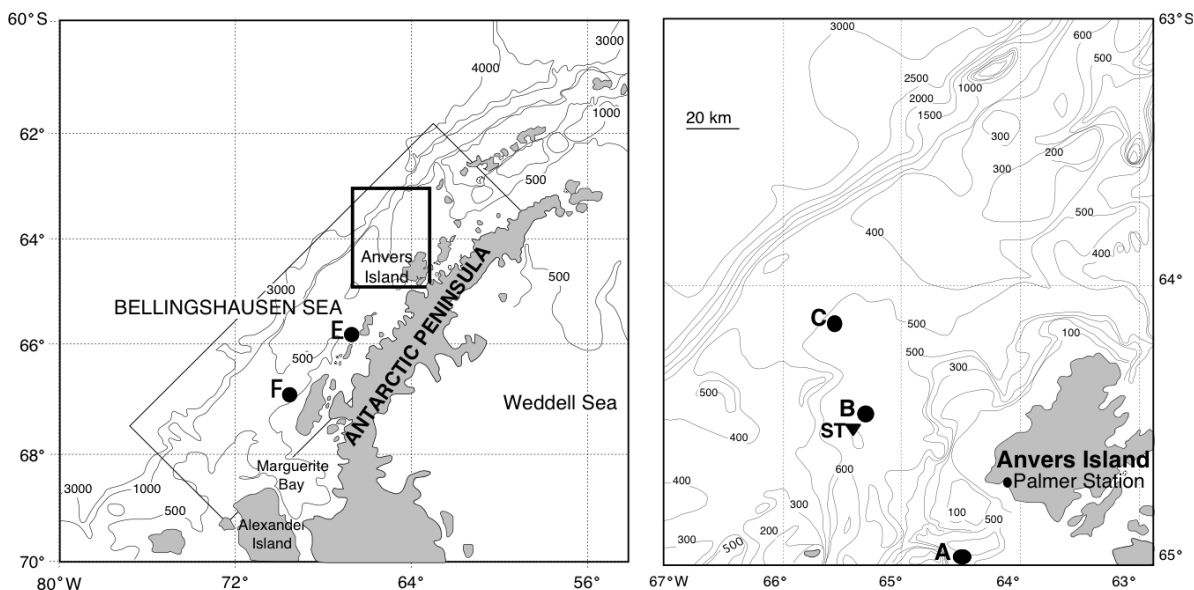 60°S
3000
4000
62°
1000
500
64°
Anvers
Island
500
3000
BELLINGSHAUSEN SEA
E
66°
500
F
ANTARCTIC PENINSULA
Weddell Sea
68°
Marguerite
Bay
3000
1000
500
Alexander
Island
70°
80°W
72°
64°
56°
63°S
3000
600
500
2500
1000
2000
1500
20 km
300
200
300
500
400
400
64°
C
500
100
500
300
500
B
ST
400
Anvers Island
Palmer Station
600
400
300
100
500
200
300
500
A
65°
67°W
66°
65°
64°
63°